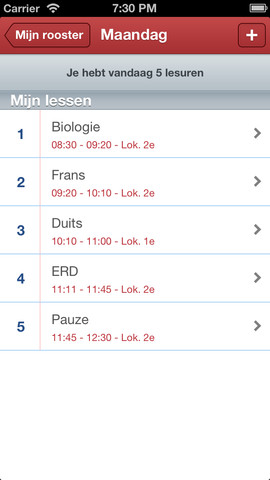 Carrier 7:30 PM
Mijn rooster Maandag +
Je hebt vandaag 5 lesuren
Mijn lessen
1 Biologie
08:30 - 09:20 - Lok. 2e
2 Frans
09:20 - 10:10 - Lok. 2e
3 Duits
10:10 - 11:00 - Lok. 1e
4 ERD
11:11 - 11:45 - Lok. 2e
5 Pauze
11:45 - 12:30 - Lok. 2e